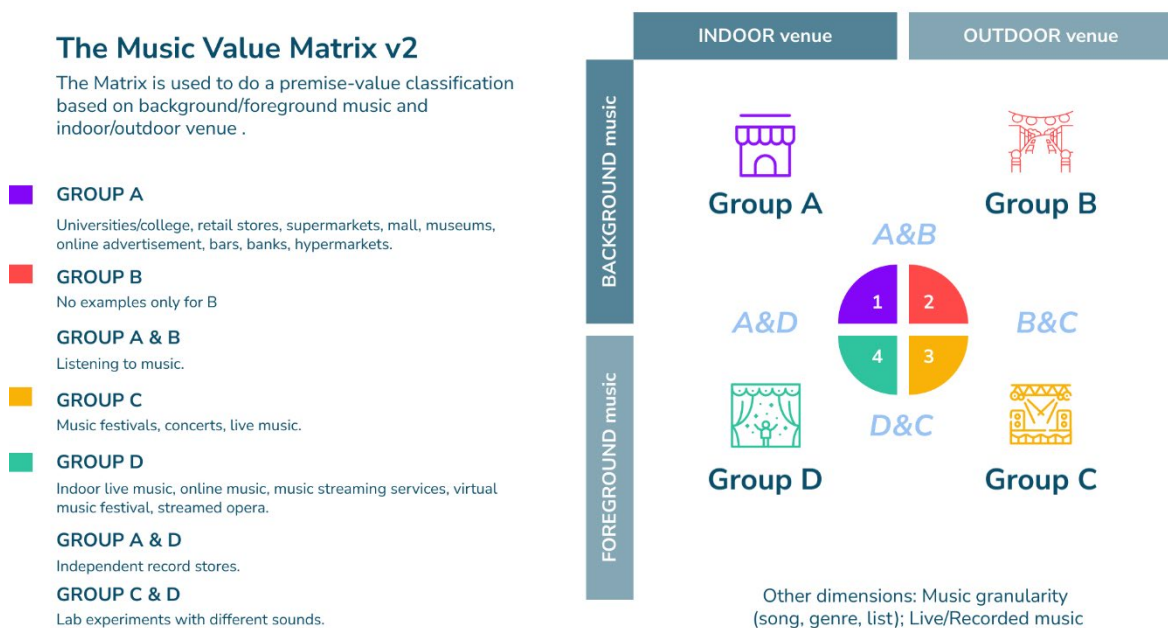 The Music Value Matrix v2
The Matrix is used to do a premise-value classification
based on background/foreground music and
indoor/outdoor venue .
GROUP A
Universities/college, retail stores, supermarkets, mall, museums,
online advertisement, bars, banks, hypermarkets.
GROUP B
No examples only for B
GROUP A & B
Listening to music.
GROUP C
Music festivals, concerts, live music.
GROUP D
Indoor live music, online music, music streaming services, virtual
music festival, streamed opera.
GROUP A & D
Independent record stores.
GROUP C & D
Lab experiments with different sounds.
INDOOR venue
OUTDOOR venue
BACKGROUND music
FOREGROUND music
Group A
Group B
A&B
A&D
1
2
B&C
4
3
D&C
Group D
Group C
Other dimensions: Music granularity
(song, genre, list); Live/Recorded music